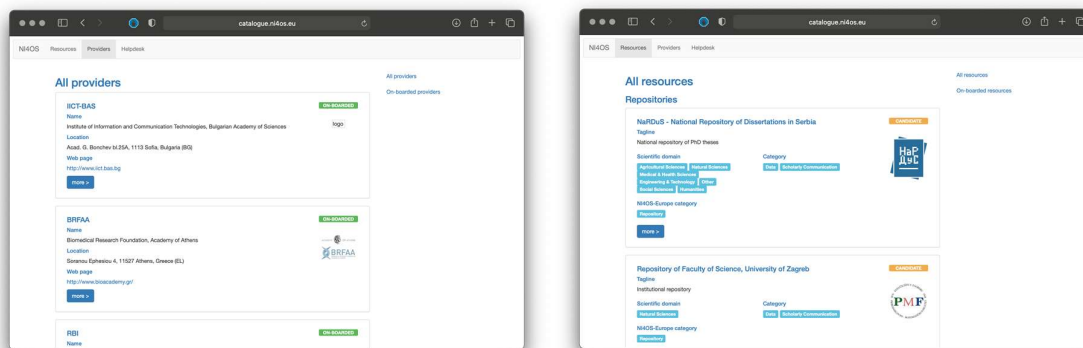 catalogue.ni4os.eu
NI4OS Resources Providers Helpdesk
All providers
All providers
On-boarded providers
IICT-BAS
ON-BOARDED
Name
logo
Institute of Information and Communication Technologies, Bulgarian Academy of Sciences
Location
Acad. G. Bonchev bl.25A, 1113 Sofia, Bulgaria (BG)
Web page
http://www.iict.bas.bg
more >
BRFAA
ON-BOARDED
Name
Biomedical Research Foundation, Academy of Athens
BRFAA
Location
Soranou Ephesiou 4, 11527 Athens, Greece (EL)
Web page
http://www.bioacademy.gr/
more >
RBI
ON-BOARDED
Name
catalogue.ni4os.eu
NI4OS Resources Providers Helpdesk
All resources
All resources
On-boarded resources
Repositories
NaRDuS - National Repository of Dissertations in Serbia
CANDIDATE
Tagline
National repository of PhD theses
НаР
ДуС
Scientific domain
Category
Agricultural Sciences Natural Sciences
Data Scholarly Communication
Medical & Health Sciences
Engineering & Technology Other
Social Sciences Humanities
NI4OS-Europe category
Repository
more >
Repository of Faculty of Science, University of Zagreb
CANDIDATE
Tagline
Institutional repository
PMF
Scientific domain
Category
Natural Sciences
Data Scholarly Communication
NI4OS-Europe category
Repository